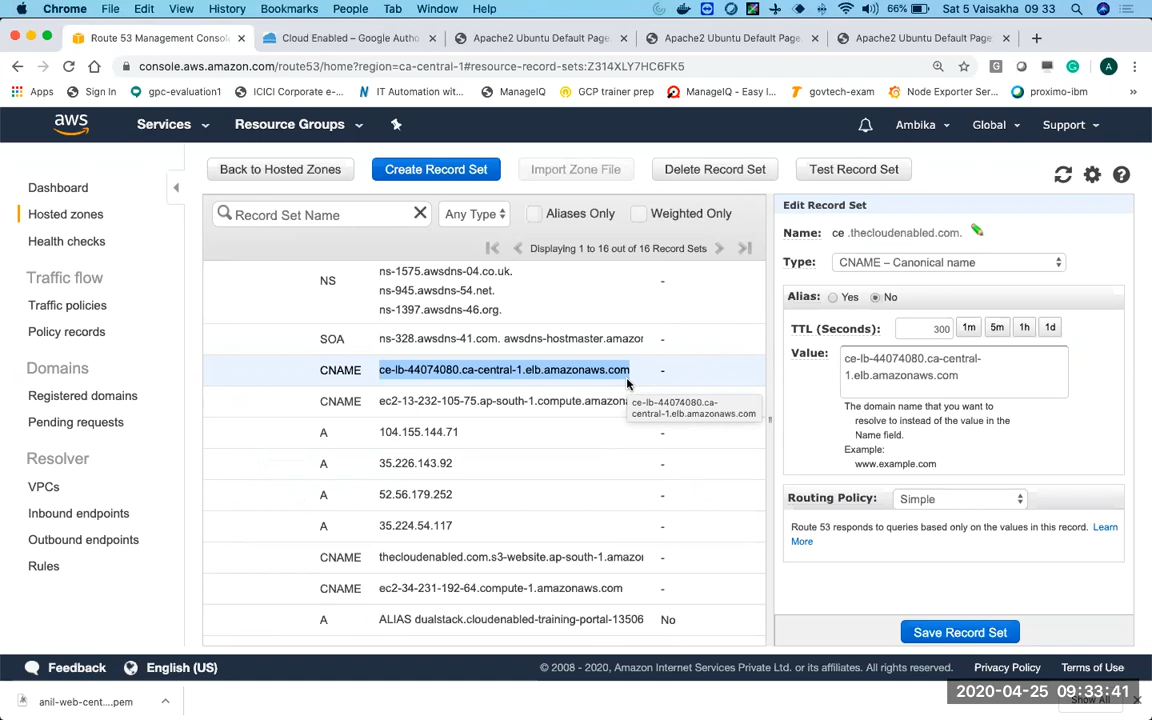 Chrome File Edit View History Bookmarks People Tab Window Help 66% Sat 5 Vaisakha 09 33
Route 53 Management Consol
Cloud Enabled – Google Autho
Apache2 Ubuntu Default Page
Apache2 Ubuntu Default Page
Apache2 Ubuntu Default Page
console.aws.amazon.com/route53/home?region=ca-central-1#resource-record-sets:Z314XLY7HC6FK5
Apps Sign In gpc-evaluation1 ICICI Corporate e-... IT Automation wit... ManageIQ GCP trainer prep ManageIQ - Easy I... govtech-exam Node Exporter Ser... proximo-ibm »
aws Services Resource Groups Ambika Global Support
Dashboard
Hosted zones
Health checks
Traffic flow
Traffic policies
Policy records
Domains
Registered domains
Pending requests
Resolver
VPCs
Inbound endpoints
Outbound endpoints
Rules
Back to Hosted Zones Create Record Set Import Zone File Delete Record Set Test Record Set
Record Set Name Any Type Aliases Only Weighted Only
Displaying 1 to 16 out of 16 Record Sets
ns-1575.awsdns-04.co.uk.
NS ns-945.awsdns-54.net. -
ns-1397.awsdns-46.org.
SOA ns-328.awsdns-41.com. awsdns-hostmaster.amazor -
CNAME ce-lb-44074080.ca-central-1.elb.amazonaws.com -
CNAME ec2-13-232-105-75.ap-south-1.compute.amazona
ce-lb-44074080.ca-
central-1.elb.amazonaws.com
A 104.155.144.71 -
A 35.226.143.92 -
A 52.56.179.252 -
A 35.224.54.117 -
CNAME thecloudenabled.com.s3-website.ap-south-1.amazor -
CNAME ec2-34-231-192-64.compute-1.amazonaws.com -
A ALIAS dualstack.cloudenabled-training-portal-13506 No
Edit Record Set
Name: ce .thecloudenabled.com.
Type: CNAME – Canonical name
Alias: Yes No
TTL (Seconds): 300 1m 5m 1h 1d
Value: ce-lb-44074080.ca-central-
1.elb.amazonaws.com
The domain name that you want to
resolve to instead of the value in the
Name field.
Example:
www.example.com
Routing Policy: Simple
Route 53 responds to queries based only on the values in this record. Learn
More
Save Record Set
Feedback English (US) © 2008 - 2020, Amazon Internet Services Private Ltd. or its affiliates. All rights reserved. Privacy Policy Terms of Use
anil-web-cent....pem
Show All
2020-04-25 09:33:41